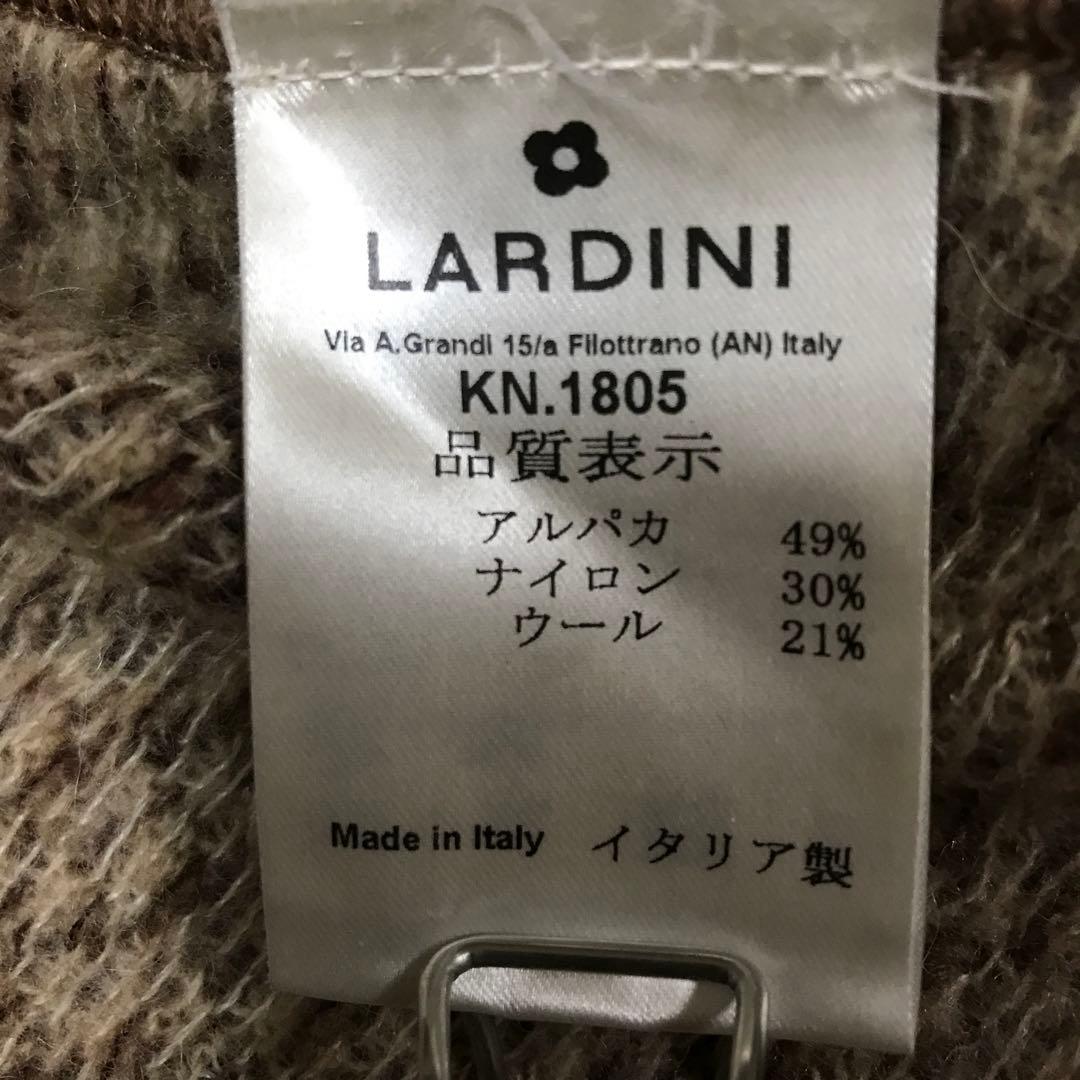 LARDINI
Via A.Grandi 15/a Filottrano (AN) Italy
KN.1805
品質表示
アルパカ 49%
ナイロン 30%
ウール 21%
Made in Italy イタリア製